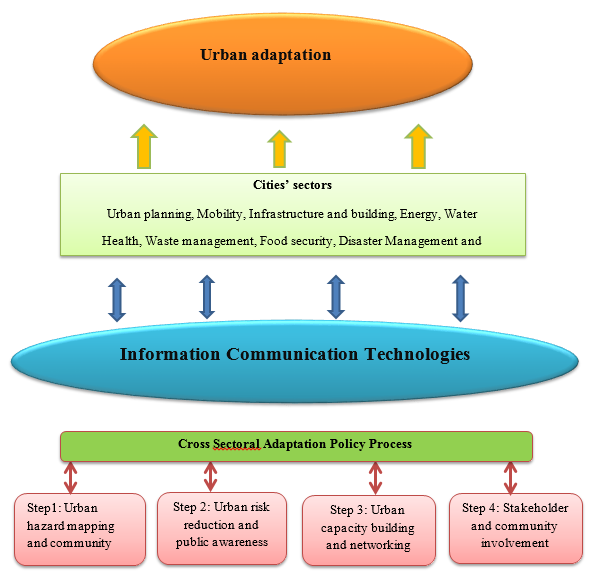 Urban adaptation
Cities’ sectors
Urban planning, Mobility, Infrastructure and building, Energy, Water
Health, Waste management, Food security, Disaster Management and
Information Communication Technologies
Cross Sectoral Adaptation Policy Process
Step1: Urban
hazard mapping
and community
Step 2: Urban risk
reduction and
public awareness
Step 3: Urban
capacity building
and networking
Step 4: Stakeholder
and community
involvement